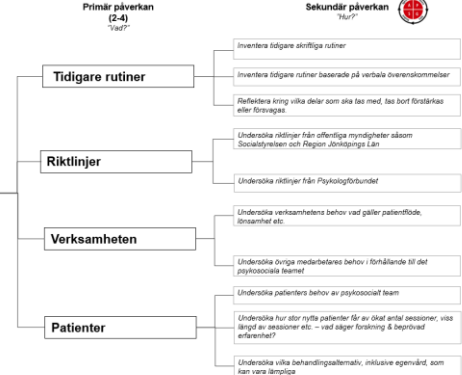 Primär påverkan
(2-4)
"Vad?"
Sekundär påverkan
"Hur?"
Tidigare rutiner
Inventera tidigare skriftliga rutiner
Inventera tidigare rutiner baserade på verbala överenskommelser
Reflektera kring vilka delar som ska tas med, tas bort förstärkas
eller försvagas.
Riktlinjer
Undersöka riktlinjer från offentliga myndigheter såsom
Socialstyrelsen och Region Jönköpings Län
Undersöka riktlinjer från Psykologförbundet
Verksamheten
Undersöka verksamhetens behov vad gäller patientflöde,
lönsamhet etc.
Undersöka övriga medarbetares behov i förhållande till det
psykosociala teamet
Patienter
Undersöka patienters behov av psykosocialt team
Undersöka hur stor nytta patienter får av ökat antal sessioner, viss
längd av sessioner etc. – vad säger forskning & beprövad
erfarenhet?
Undersöka vilka behandlingsalternativ, inklusive egenvård, som
kan vara lämpliga